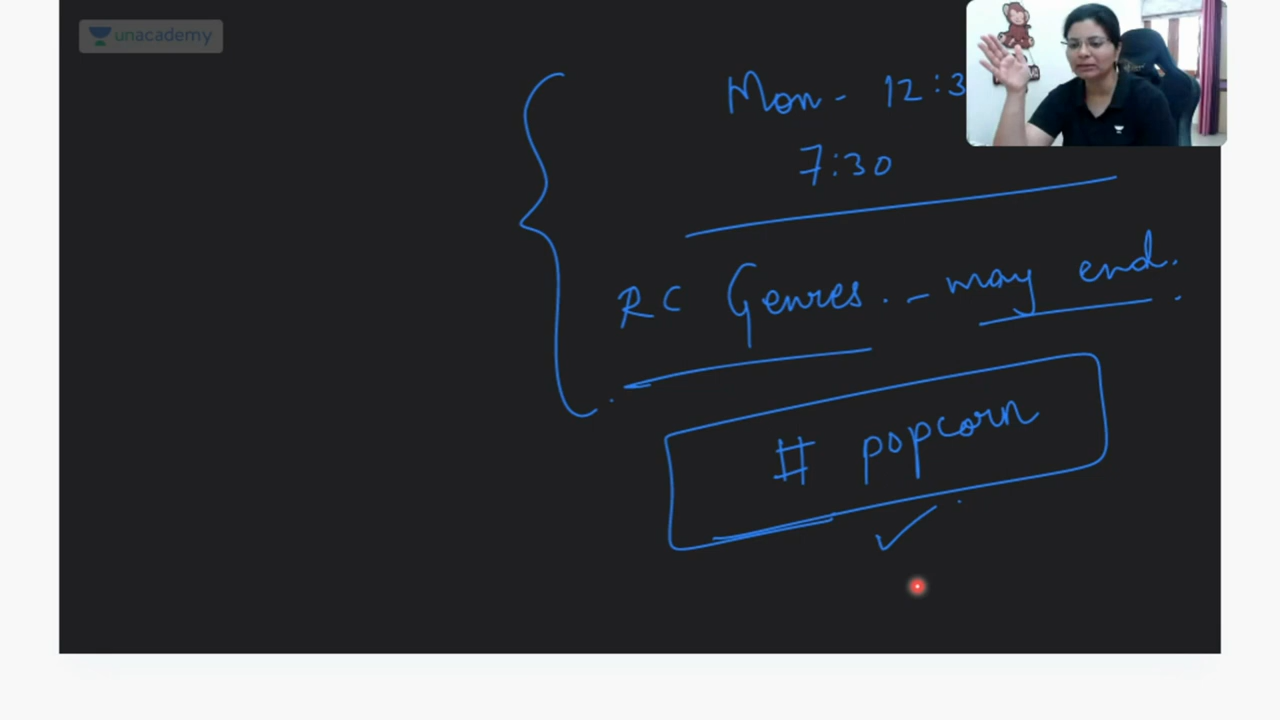 unacademy
Mon - 12:3
7:30
RC Genres. - may end.
# popcorn